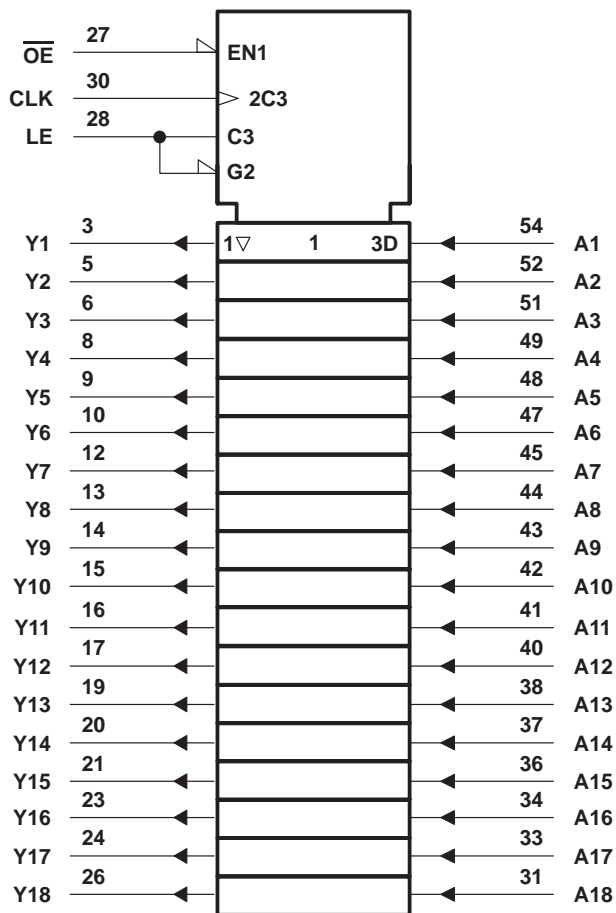 OE 27 EN1
CLK 30 2C3
LE 28 C3
G2
Y1 3 1▽ 1 3D 54 A1
Y2 5 52 A2
Y3 6 51 A3
Y4 8 49 A4
Y5 9 48 A5
Y6 10 47 A6
Y7 12 45 A7
Y8 13 44 A8
Y9 14 43 A9
Y10 15 42 A10
Y11 16 41 A11
Y12 17 40 A12
Y13 19 38 A13
Y14 20 37 A14
Y15 21 36 A15
Y16 23 34 A16
Y17 24 33 A17
Y18 26 31 A18